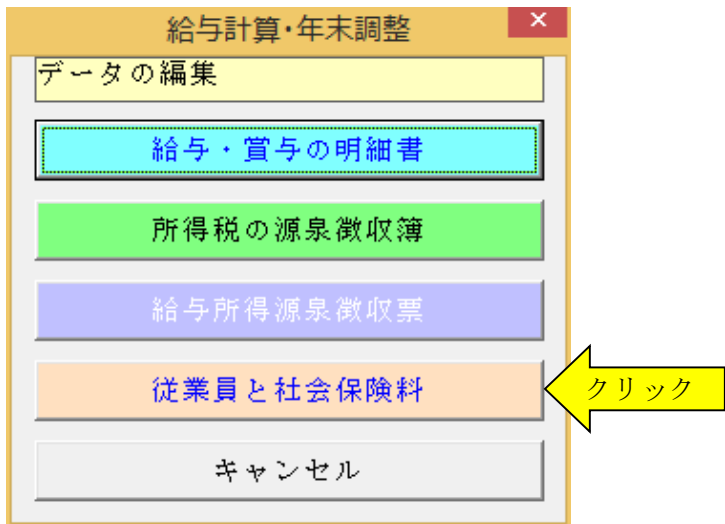 給与計算・年末調整
データの編集
給与・賞与の明細書
所得税の源泉徴収簿
給与所得源泉徴収票
従業員と社会保険料
クリック
キャンセル